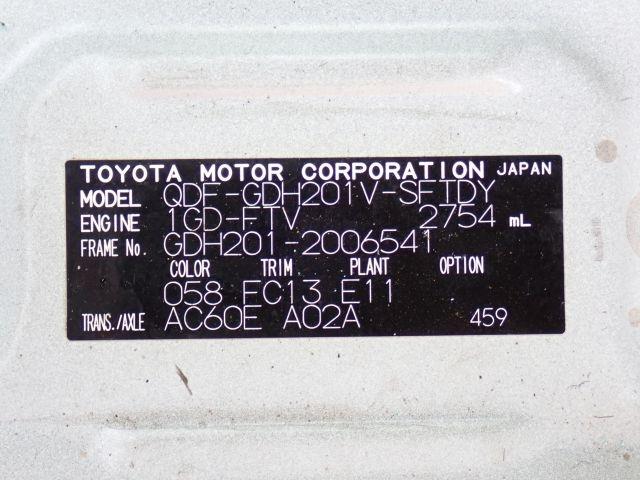 TOYOTA MOTOR CORPORATION JAPAN
MODEL QDF-GDH201V-SFTDY
ENGINE 1GD-FTV 2754 mL
FRAME No. GDH201-2006541
COLOR TRIM PLANT OPTION
058 FC13 E11
TRANS./AXLE AC60E A02A 459